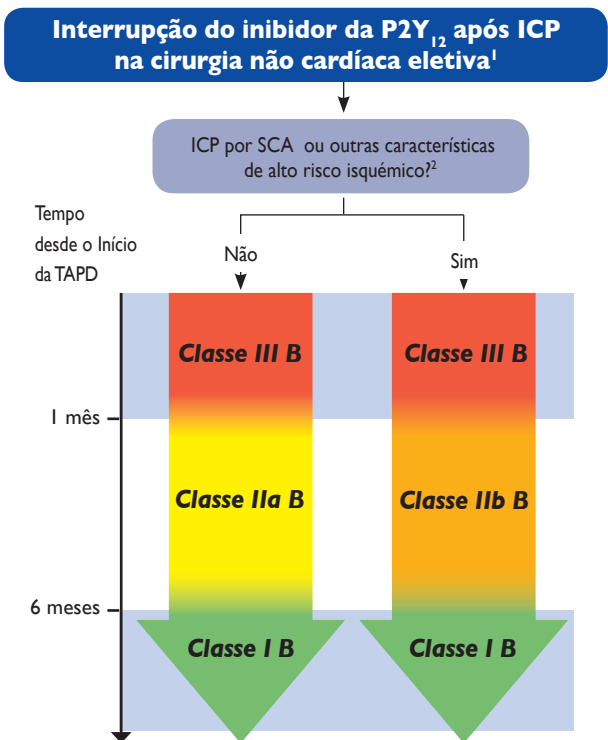 Interrupção do inibidor da P2Y₁₂ após ICP
na cirurgia não cardíaca eletiva¹
ICP por SCA ou outras características
de alto risco isquémico?²
Tempo
desde o Início
da TAPD
Não
Sim
Classe III B
Classe III B
1 mês
Classe IIa B
Classe IIb B
6 meses
Classe I B
Classe I B